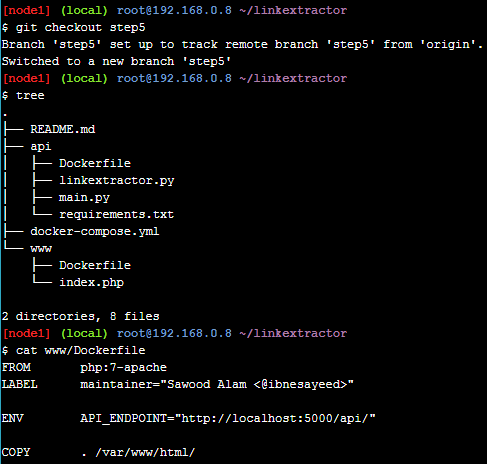 [node1] (local) root@192.168.0.8 ~/linkextractor
$ git checkout step5
Branch 'step5' set up to track remote branch 'step5' from 'origin'.
Switched to a new branch 'step5'
[node1] (local) root@192.168.0.8 ~/linkextractor
$ tree
.
├── README.md
├── api
│   ├── Dockerfile
│   ├── linkextractor.py
│   ├── main.py
│   └── requirements.txt
├── docker-compose.yml
└── www
    ├── Dockerfile
    └── index.php

2 directories, 8 files
[node1] (local) root@192.168.0.8 ~/linkextractor
$ cat www/Dockerfile
FROM       php:7-apache
LABEL      maintainer="Sawood Alam <@ibnesayeed>"

ENV        API_ENDPOINT="http://localhost:5000/api/"

COPY       . /var/www/html/